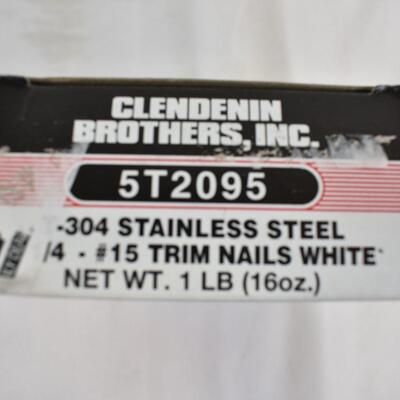 CLENDENIN
BROTHERS, INC.
5T2095
-304 STAINLESS STEEL
/4 - #15 TRIM NAILS WHITE
NET WT. 1 LB (16oz.)